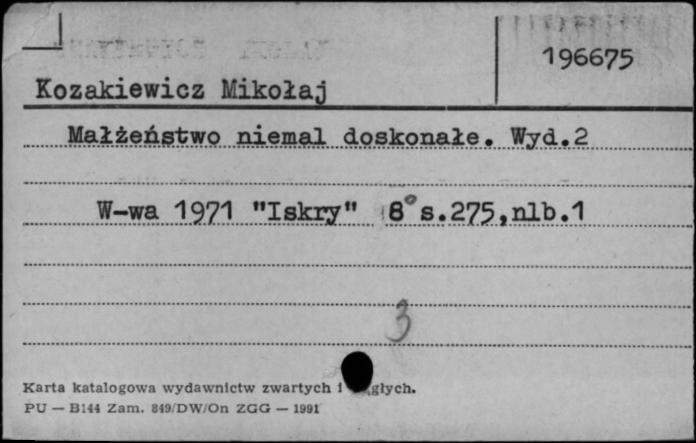 196675
Kozakiewicz Mikołaj
Małżeństwo niemal doskonałe. Wyd.2
W-wa 1971 "Iskry" 8° s.275,nlb.1
3
Karta katalogowa wydawnictw zwartych i
PU — B144 Zam. 849/DW/On ZGG — 1991